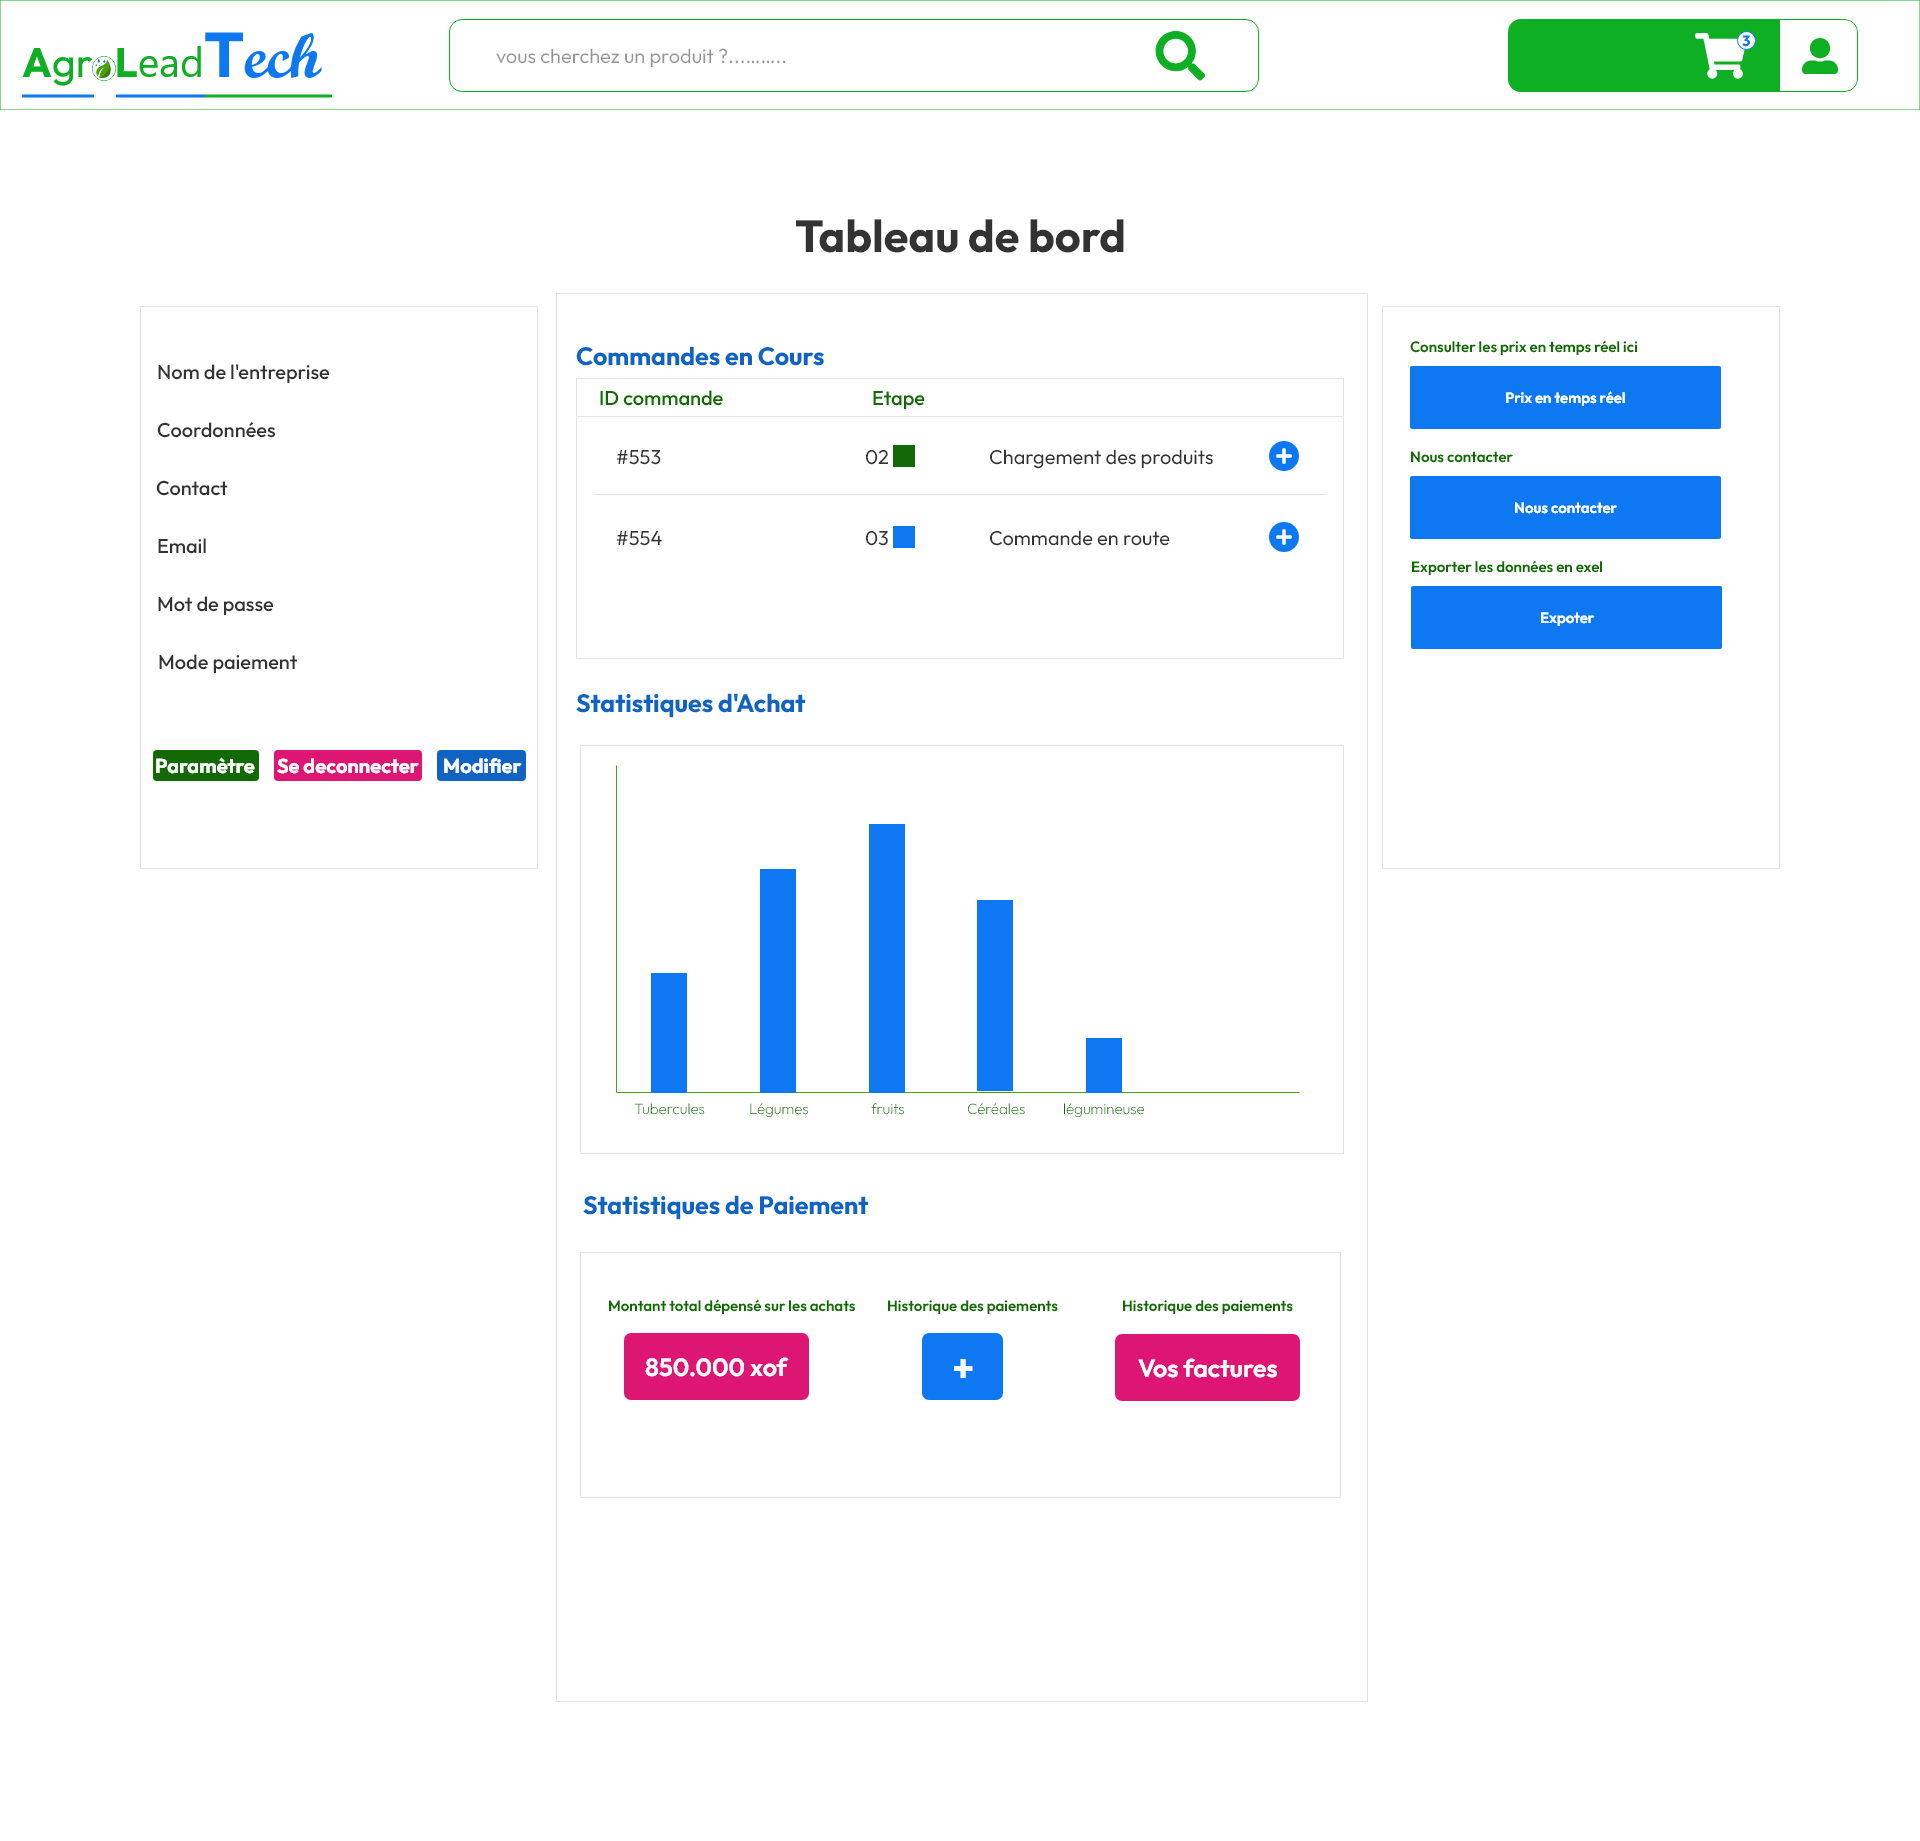 AgroLeadTech
vous cherchez un produit ?...........
3
Tableau de bord
Nom de l'entreprise
Coordonnées
Contact
Email
Mot de passe
Mode paiement
Paramètre
Se deconnecter
Modifier
Commandes en Cours
ID commande
Etape
#553
02
Chargement des produits
#554
03
Commande en route
Statistiques d'Achat
Tubercules
Légumes
fruits
Céréales
légumineuse
Statistiques de Paiement
Montant total dépensé sur les achats
Historique des paiements
Historique des paiements
850.000 xof
+
Vos factures
Consulter les prix en temps réel ici
Prix en temps réel
Nous contacter
Nous contacter
Exporter les données en exel
Expoter